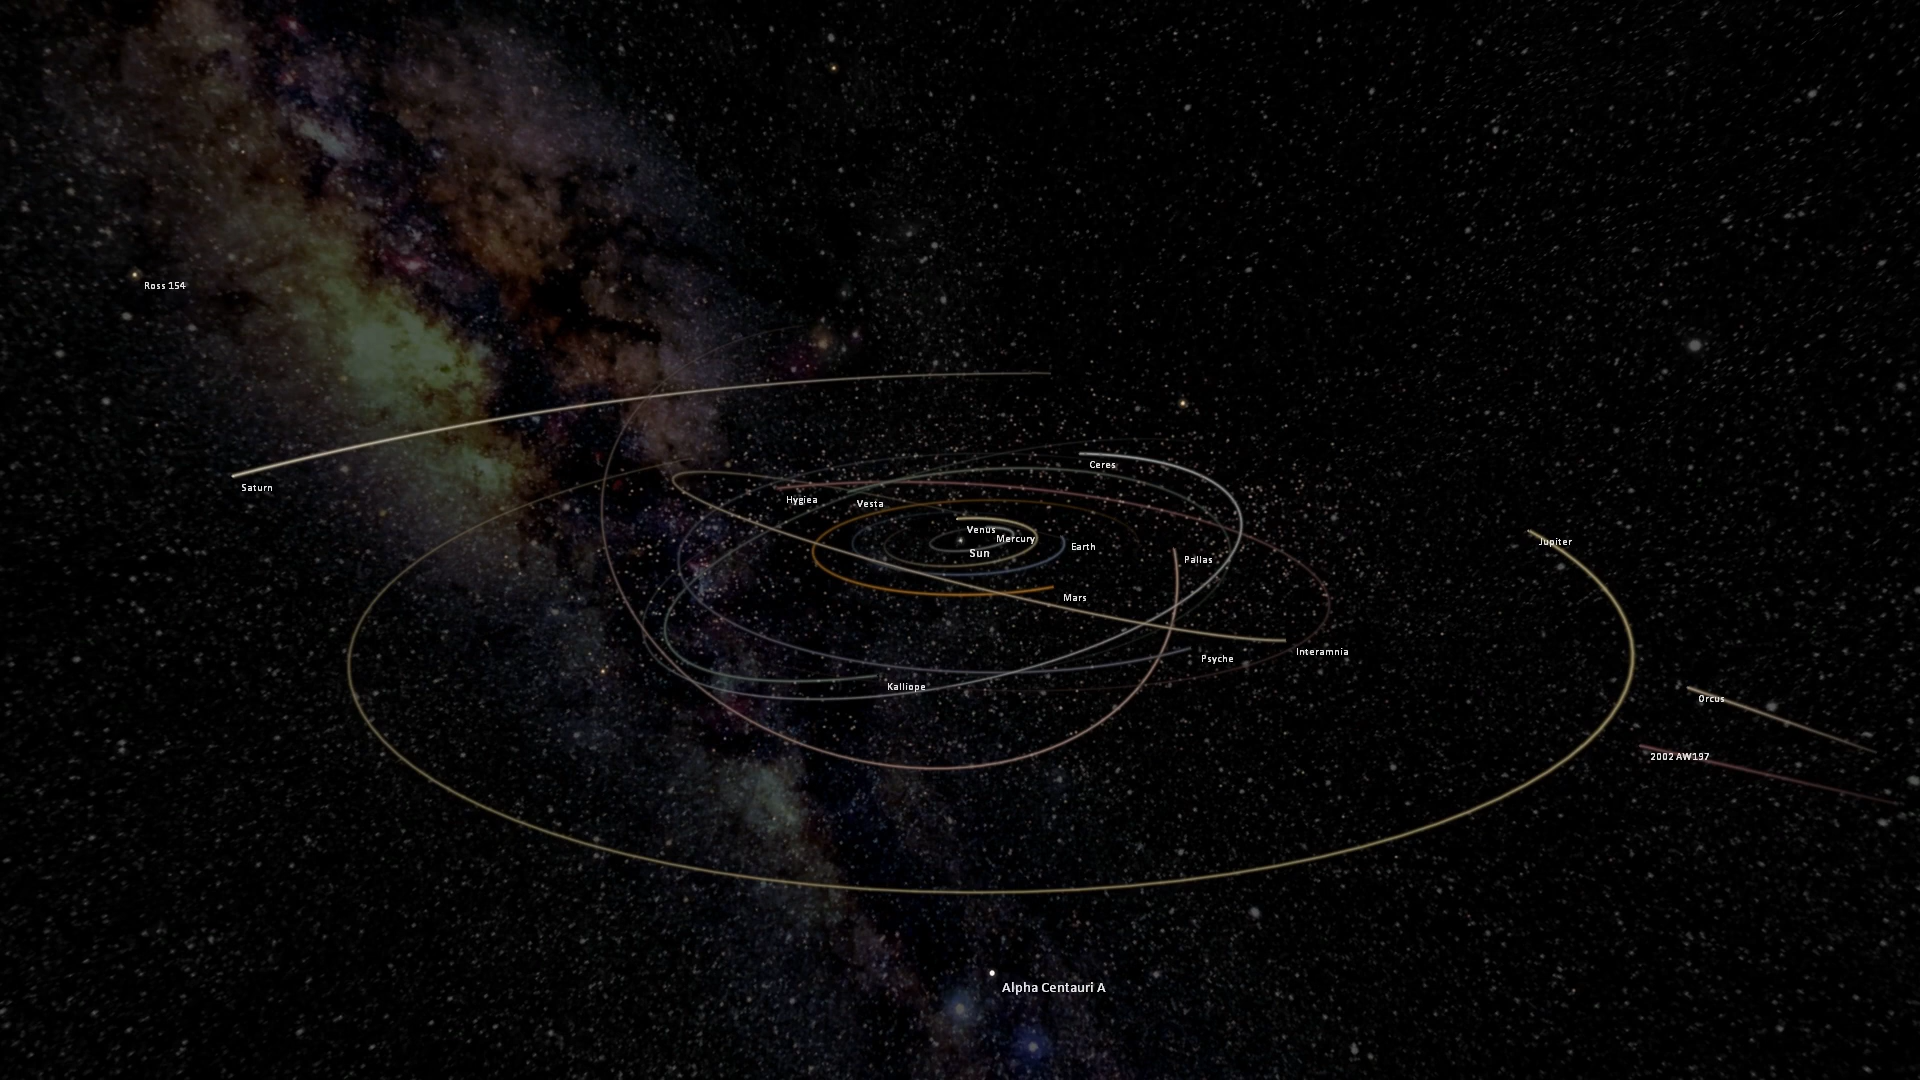 Ross 154
Ceres
Saturn
Hygiea
Vesta
Venus
Mercury
Jupiter
Earth
Sun
Pallas
Mars
Interamnia
Psyche
Kalliope
Orcus
2002 AW197
Alpha Centauri A